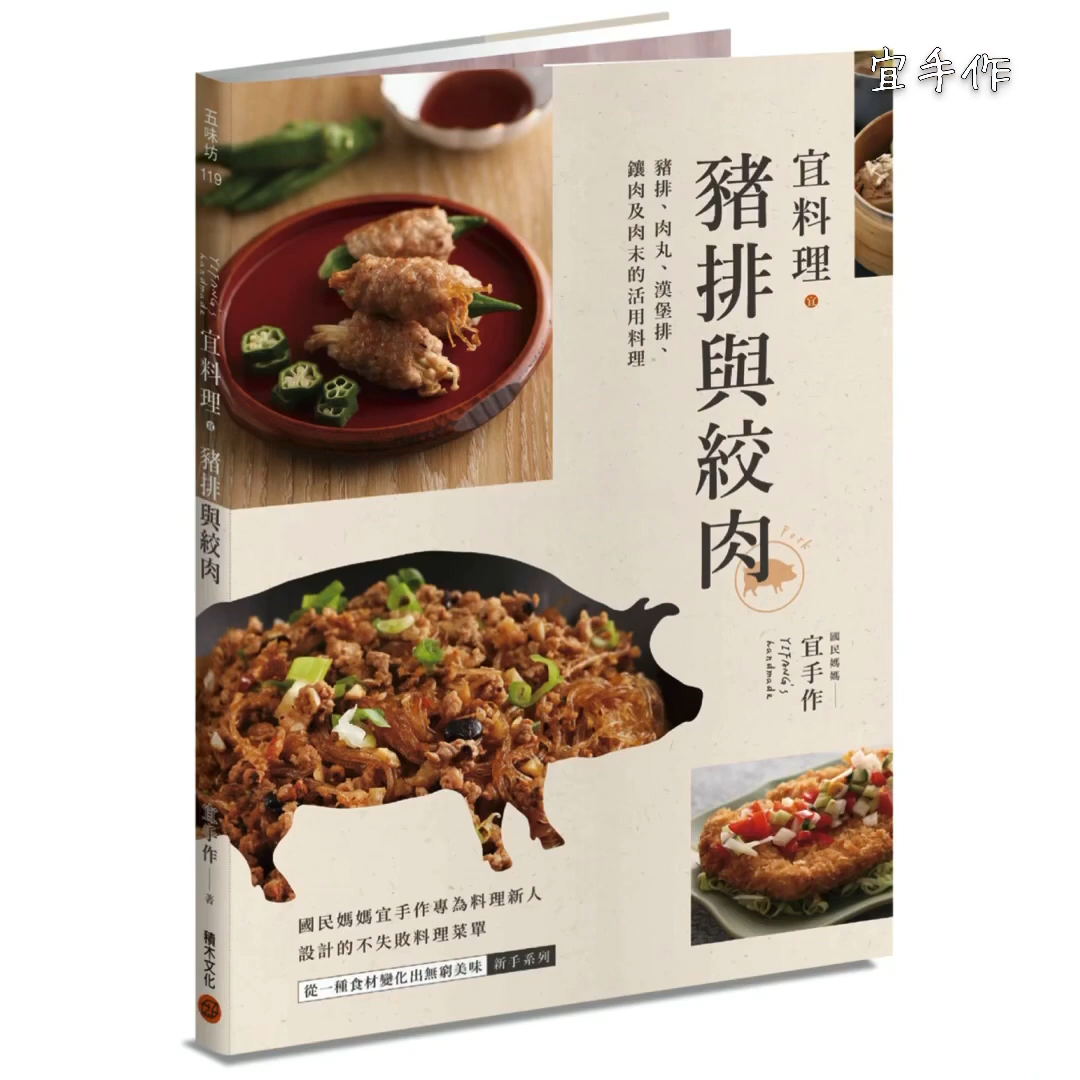 宜手作
宜料理
宜
豬排與絞肉
豬排、肉丸、漢堡排、
鑲肉及肉末的活用料理
Pork
國民媽媽
宜手作
YIFANG's
handmade
國民媽媽宜手作專為料理新人
設計的不失敗料理菜單
從一種食材變化出無窮美味 新手系列
五味坊
119
YIFANG's
handmade
宜料理
宜
豬排與絞肉
宜手作
著
積木文化